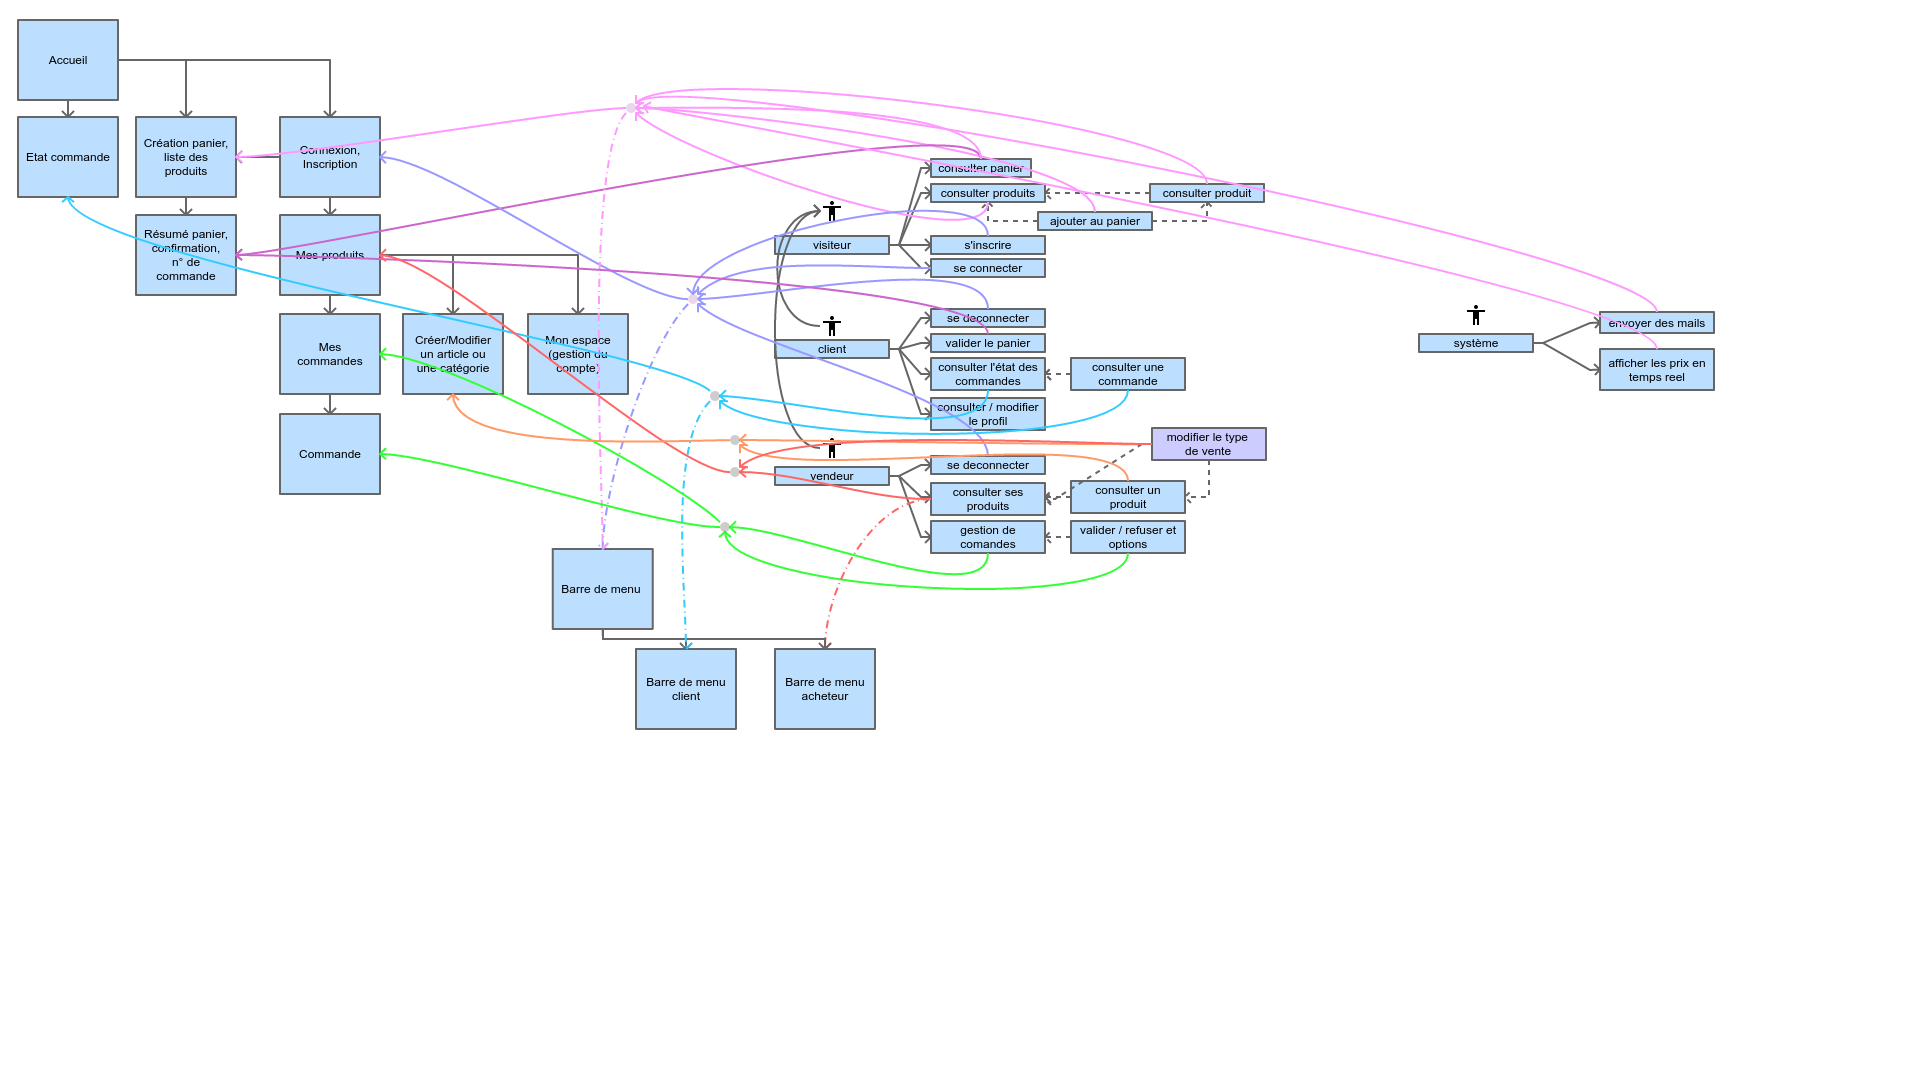 Accueil
Etat commande
Création panier,
liste des
produits
Connexion,
Inscription
Résumé panier,
confirmation,
n° de
commande
Mes produits
Mes
commandes
Créer/Modifier
un article ou
une catégorie
Mon espace
(gestion du
compte)
Commande
Barre de menu
Barre de menu
client
Barre de menu
acheteur
visiteur
consulter panier
consulter produits
consulter produit
ajouter au panier
s'inscrire
se connecter
client
se deconnecter
valider le panier
consulter l'état des
commandes
consulter une
commande
consulter / modifier
le profil
vendeur
se deconnecter
consulter ses
produits
gestion de
comandes
modifier le type
de vente
consulter un
produit
valider / refuser et
options
système
envoyer des mails
afficher les prix en
temps reel